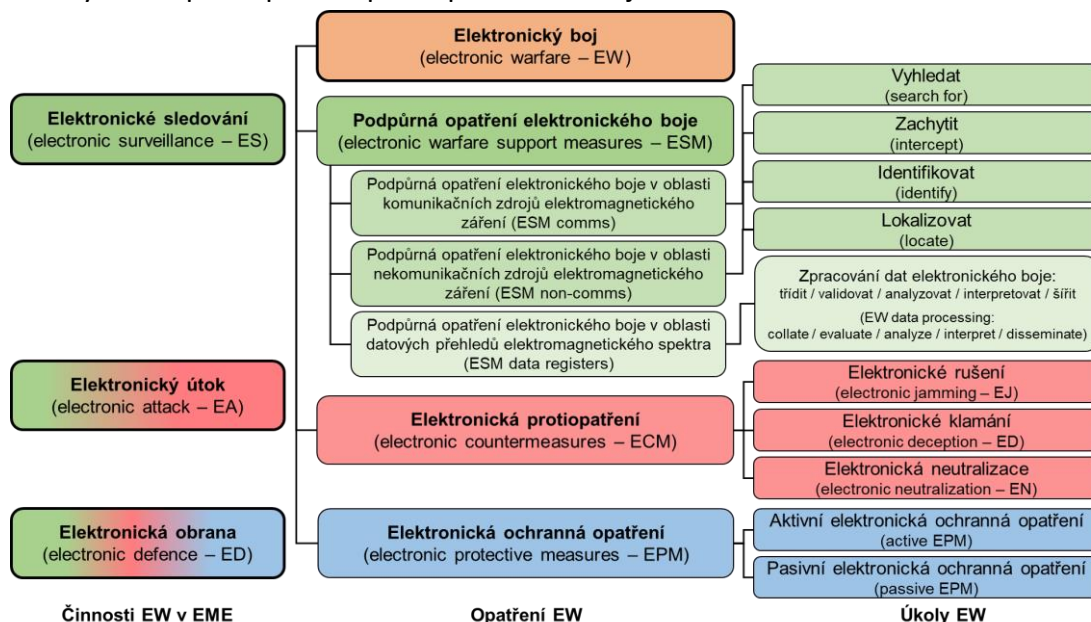 Elektronický boj
(electronic warfare – EW)
Elektronické sledování
(electronic surveillance – ES)
Podpůrná opatření elektronického boje
(electronic warfare support measures – ESM)
Podpůrná opatření elektronického boje v oblasti
komunikačních zdrojů elektromagnetického
záření (ESM comms)
Podpůrná opatření elektronického boje v oblasti
nekomunikačních zdrojů elektromagnetického
záření (ESM non-comms)
Podpůrná opatření elektronického boje v oblasti
datových přehledů elektromagnetického spektra
(ESM data registers)
Vyhledat
(search for)
Zachytit
(intercept)
Identifikovat
(identify)
Lokalizovat
(locate)
Zpracování dat elektronického boje:
třídit / validovat / analyzovat / interpretovat / šířit
(EW data processing:
collate / evaluate / analyze / interpret / disseminate)
Elektronický útok
(electronic attack – EA)
Elektronická protiopatření
(electronic countermeasures – ECM)
Elektronické rušení
(electronic jamming – EJ)
Elektronické klamání
(electronic deception – ED)
Elektronická neutralizace
(electronic neutralization – EN)
Elektronická obrana
(electronic defence – ED)
Elektronická ochranná opatření
(electronic protective measures – EPM)
Aktivní elektronická ochranná opatření
(active EPM)
Pasivní elektronická ochranná opatření
(passive EPM)
Činnosti EW v EME
Opatření EW
Úkoly EW